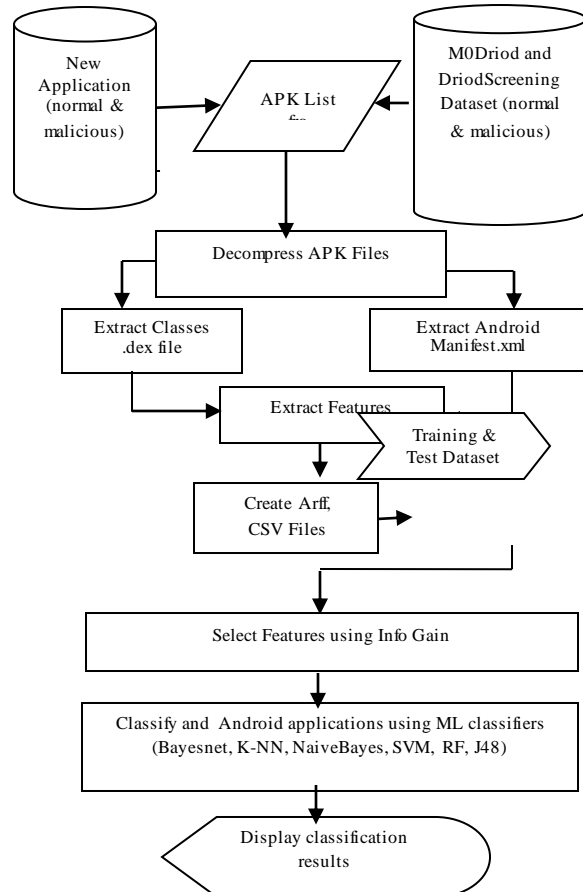 New
Application
(normal &
malicious)
APK List
M0Driod and
DriodScreening
Dataset (normal
& malicious)
Decompress APK Files
Extract Classes
.dex file
Extract Android
Manifest.xml
Extract Features
Training &
Test Dataset
Create Arff,
CSV Files
Select Features using Info Gain
Classify and Android applications using ML classifiers
(Bayesnet, K-NN, NaiveBayes, SVM, RF, J48)
Display classification
results